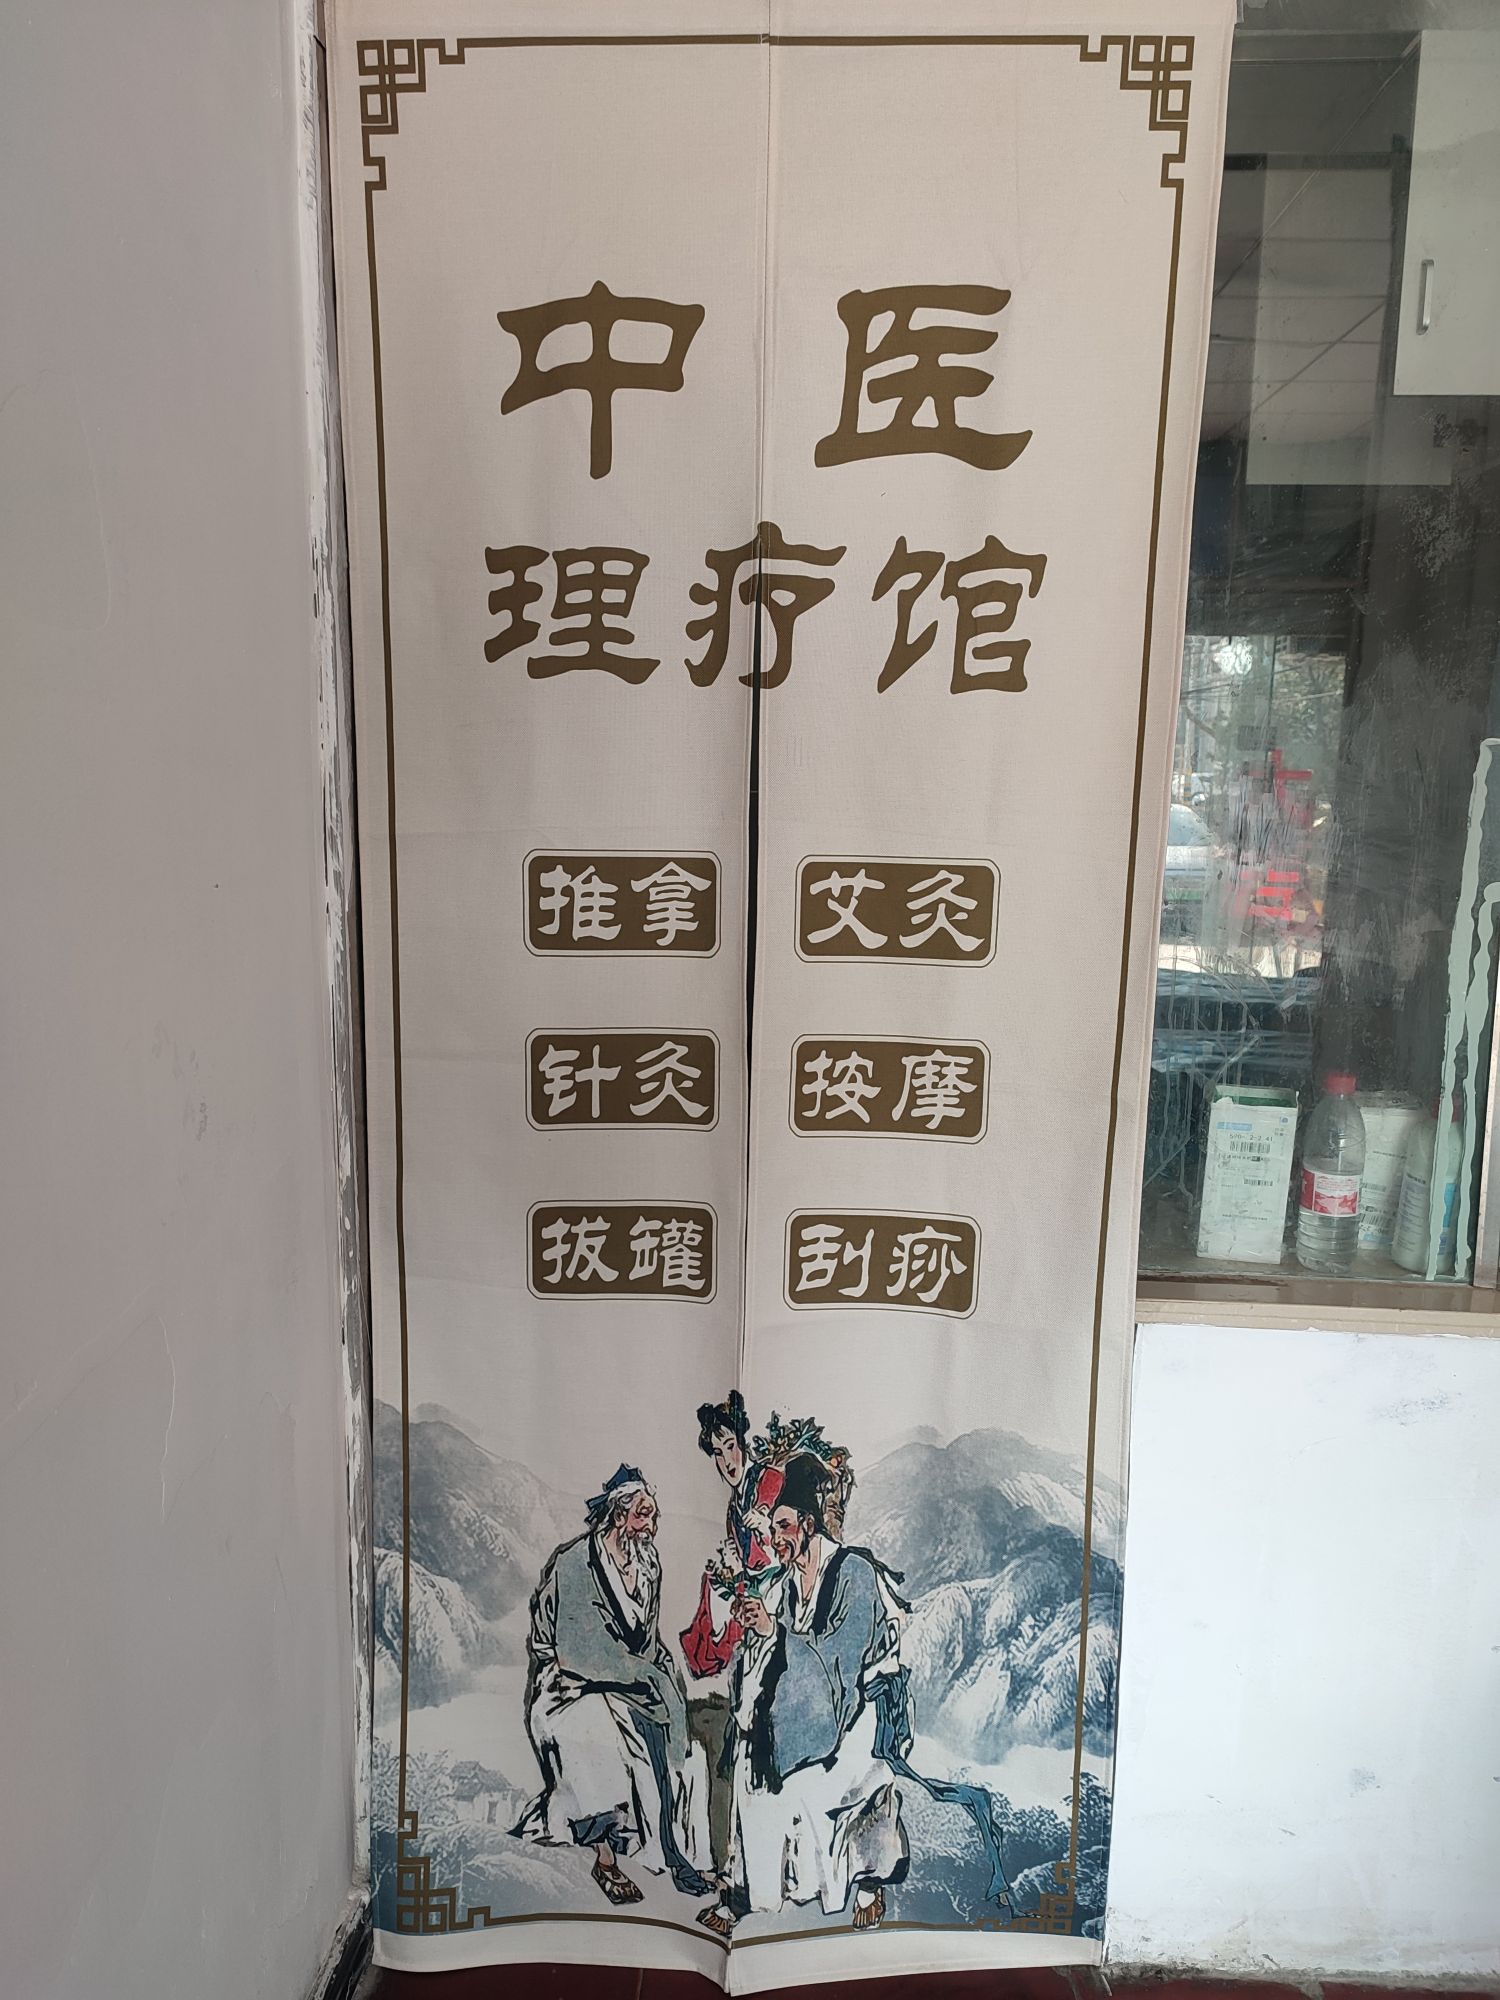 中医
理疗馆
推拿 艾灸
针灸 按摩
拔罐 刮痧